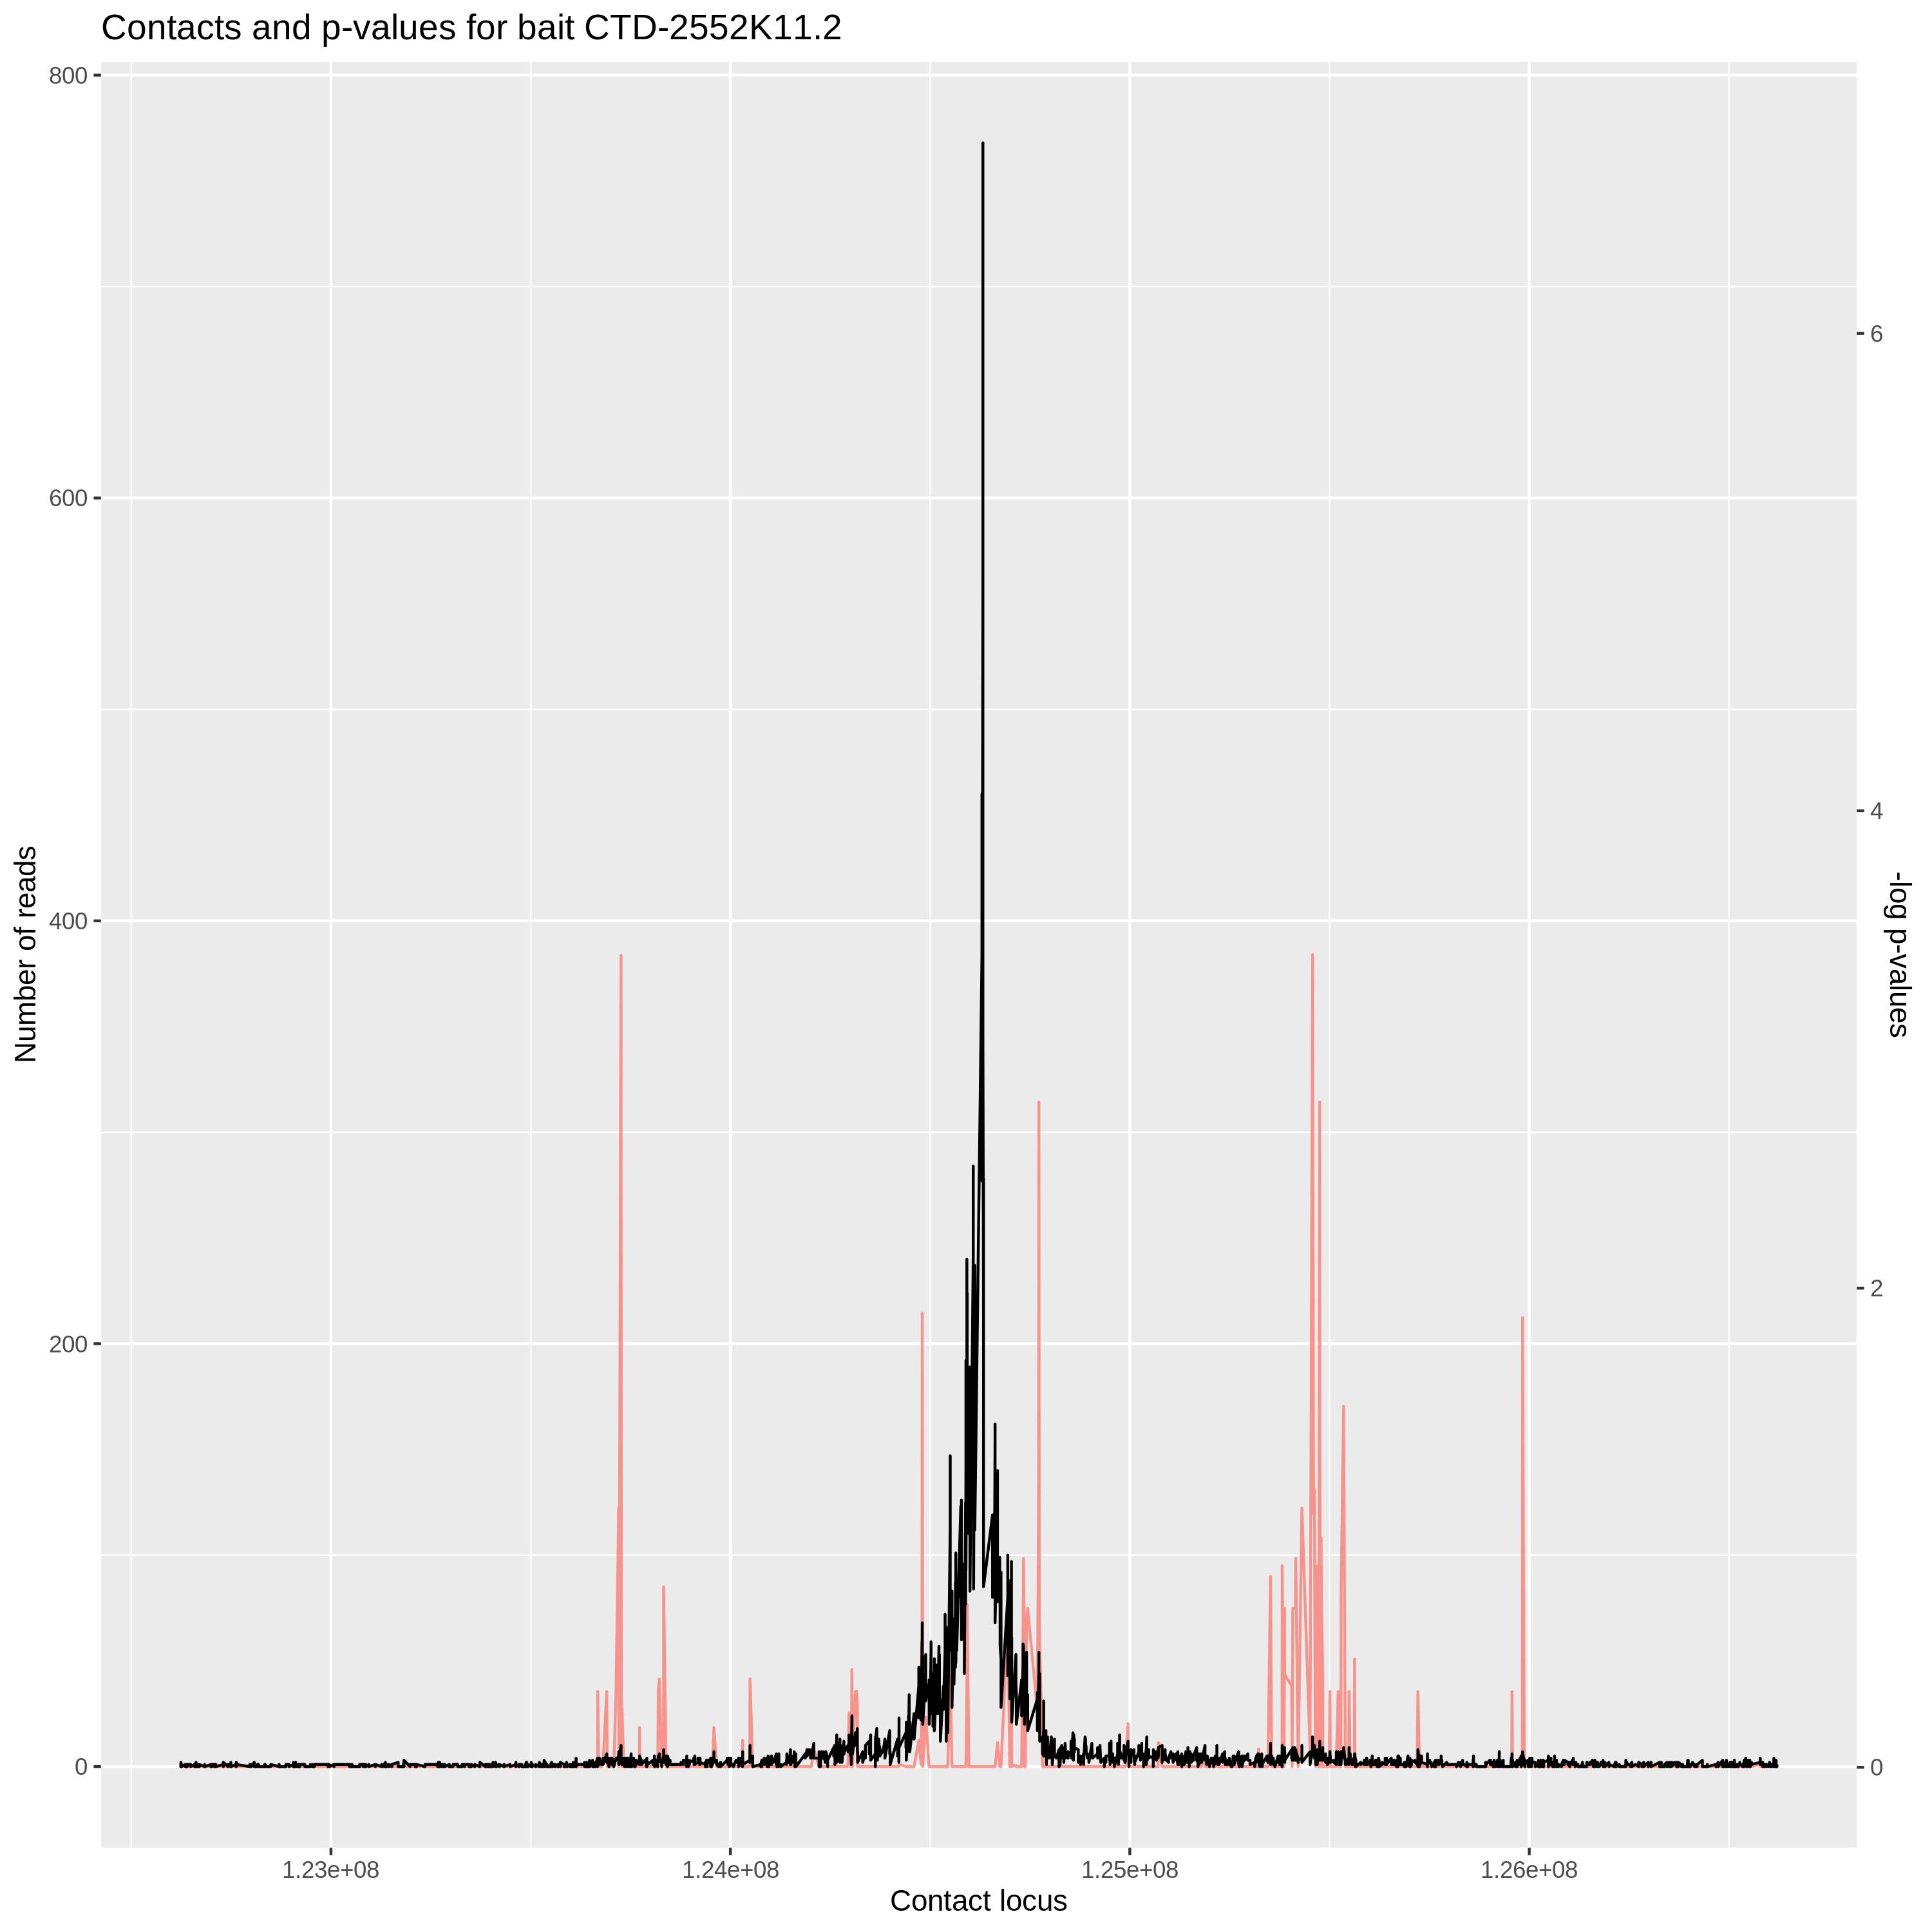 Contacts and p-values for bait CTD-2552K11.2
800
600
400
200
0
Number of reads
6
4
2
0
-log p-values
1.23e+08
1.24e+08
1.25e+08
1.26e+08
Contact locus